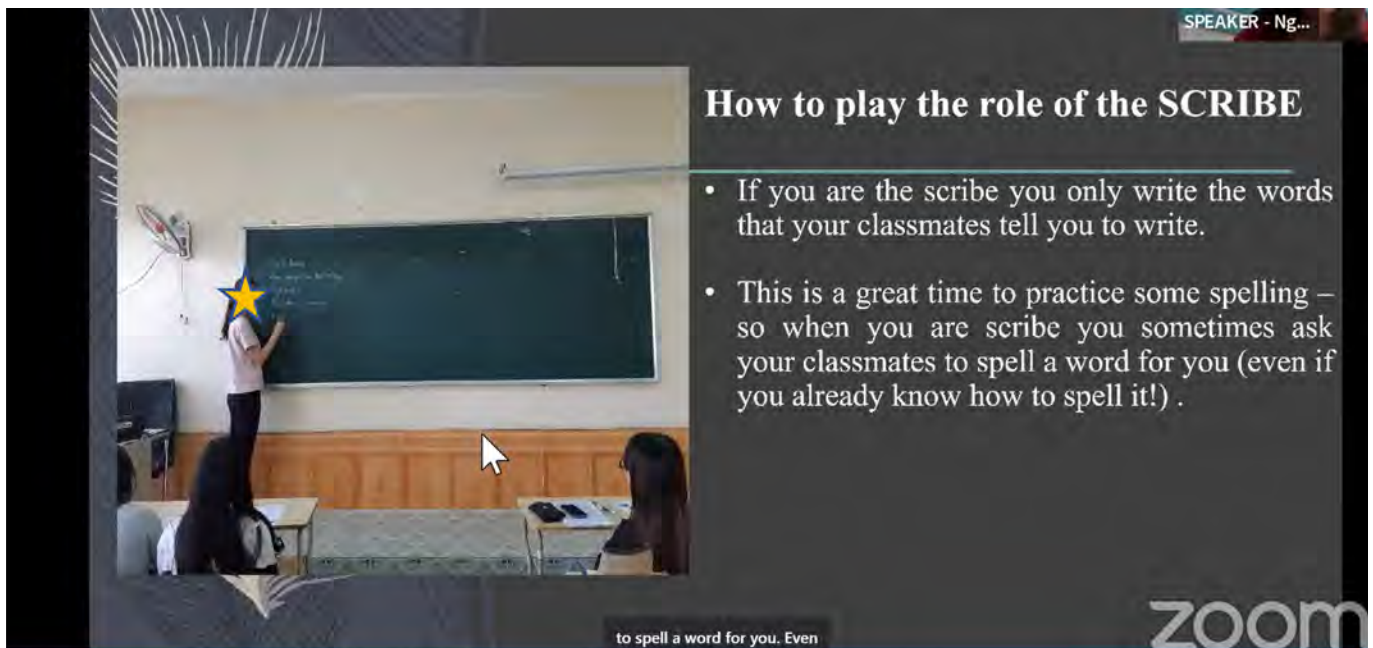 SPEAKER - Ng...
How to play the role of the SCRIBE
• If you are the scribe you only write the words
that your classmates tell you to write.
• This is a great time to practice some spelling –
so when you are scribe you sometimes ask
your classmates to spell a word for you (even if
you already know how to spell it!) .
to spell a word for you. Even
zoom